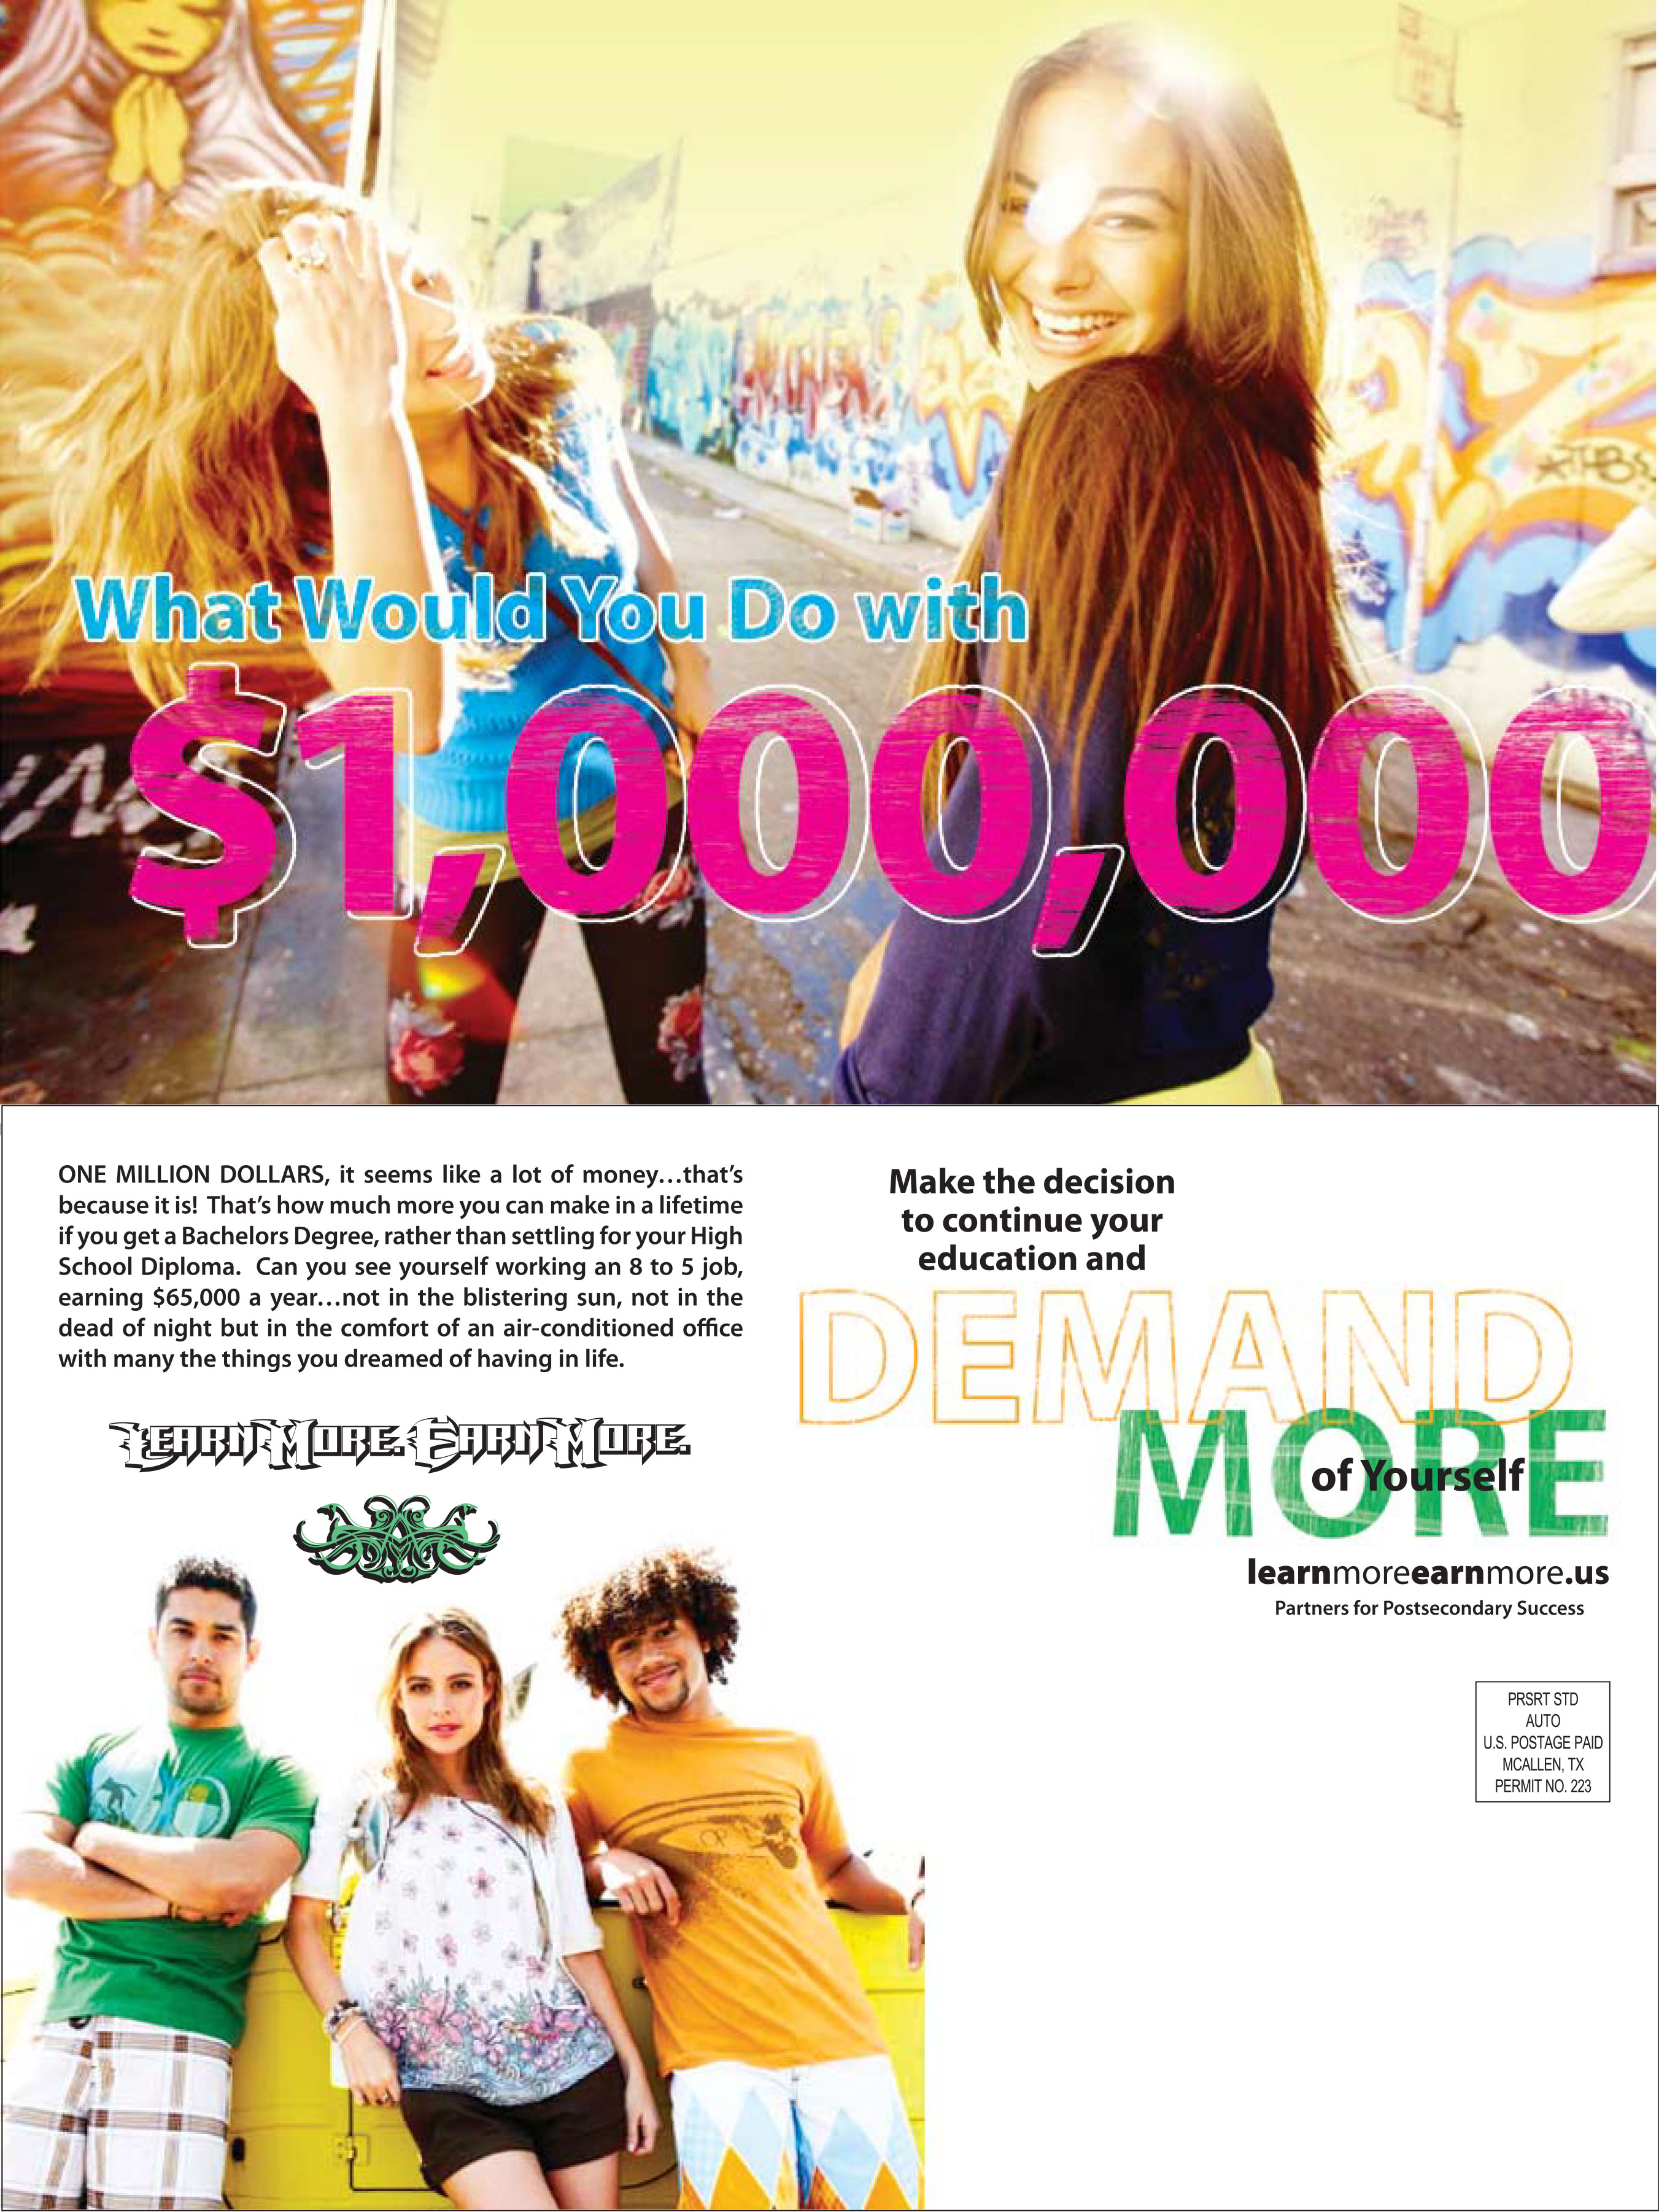 What Would You Do with
$1,000,000
ONE MILLION DOLLARS, it seems like a lot of money…that's
because it is! That's how much more you can make in a lifetime
if you get a Bachelors Degree, rather than settling for your High
School Diploma. Can you see yourself working an 8 to 5 job,
earning $65,000 a year…not in the blistering sun, not in the
dead of night but in the comfort of an air-conditioned office
with many the things you dreamed of having in life.
LEARN MORE. EARN MORE.
Make the decision
to continue your
education and
DEMAND
MORE
of Yourself
learnmoreearnmore.us
Partners for Postsecondary Success
PRSRT STD
AUTO
U.S. POSTAGE PAID
MCALLEN, TX
PERMIT NO. 223